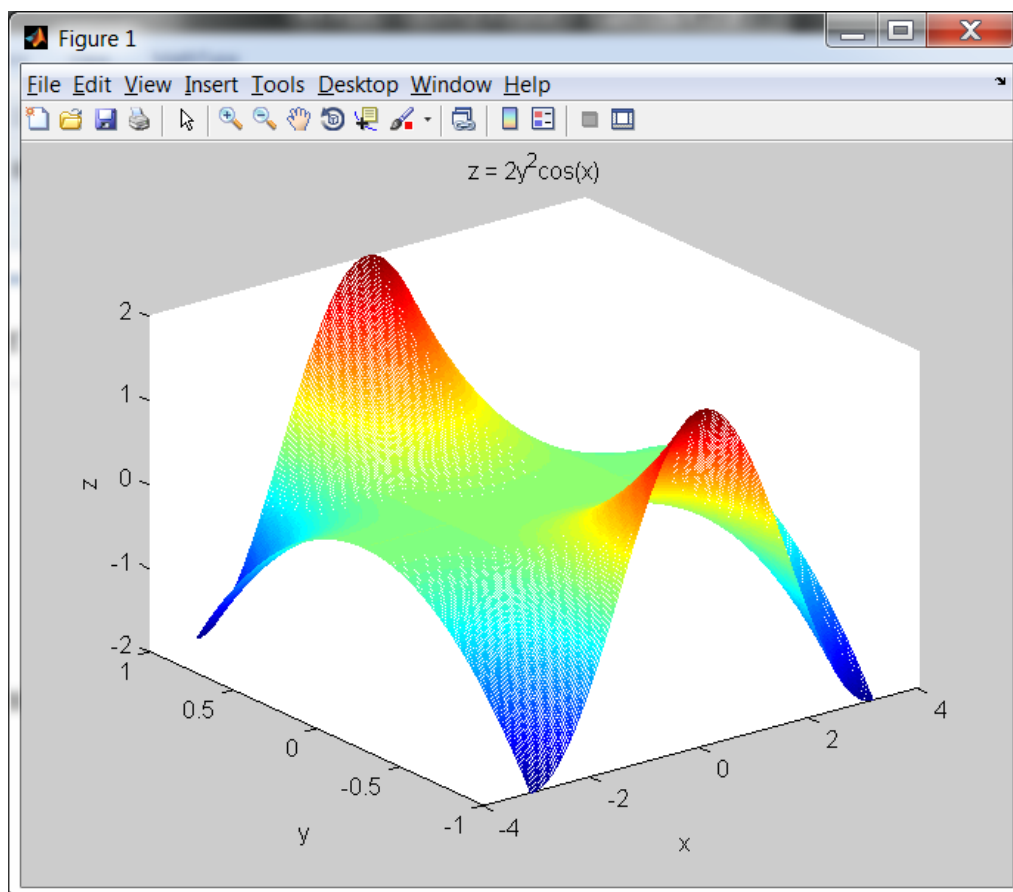 Figure 1
File Edit View Insert Tools Desktop Window Help
z = 2y²cos(x)
2
1
0
-1
-2
z
1
0.5
0
-0.5
-1
y
-4
-2
0
2
4
x